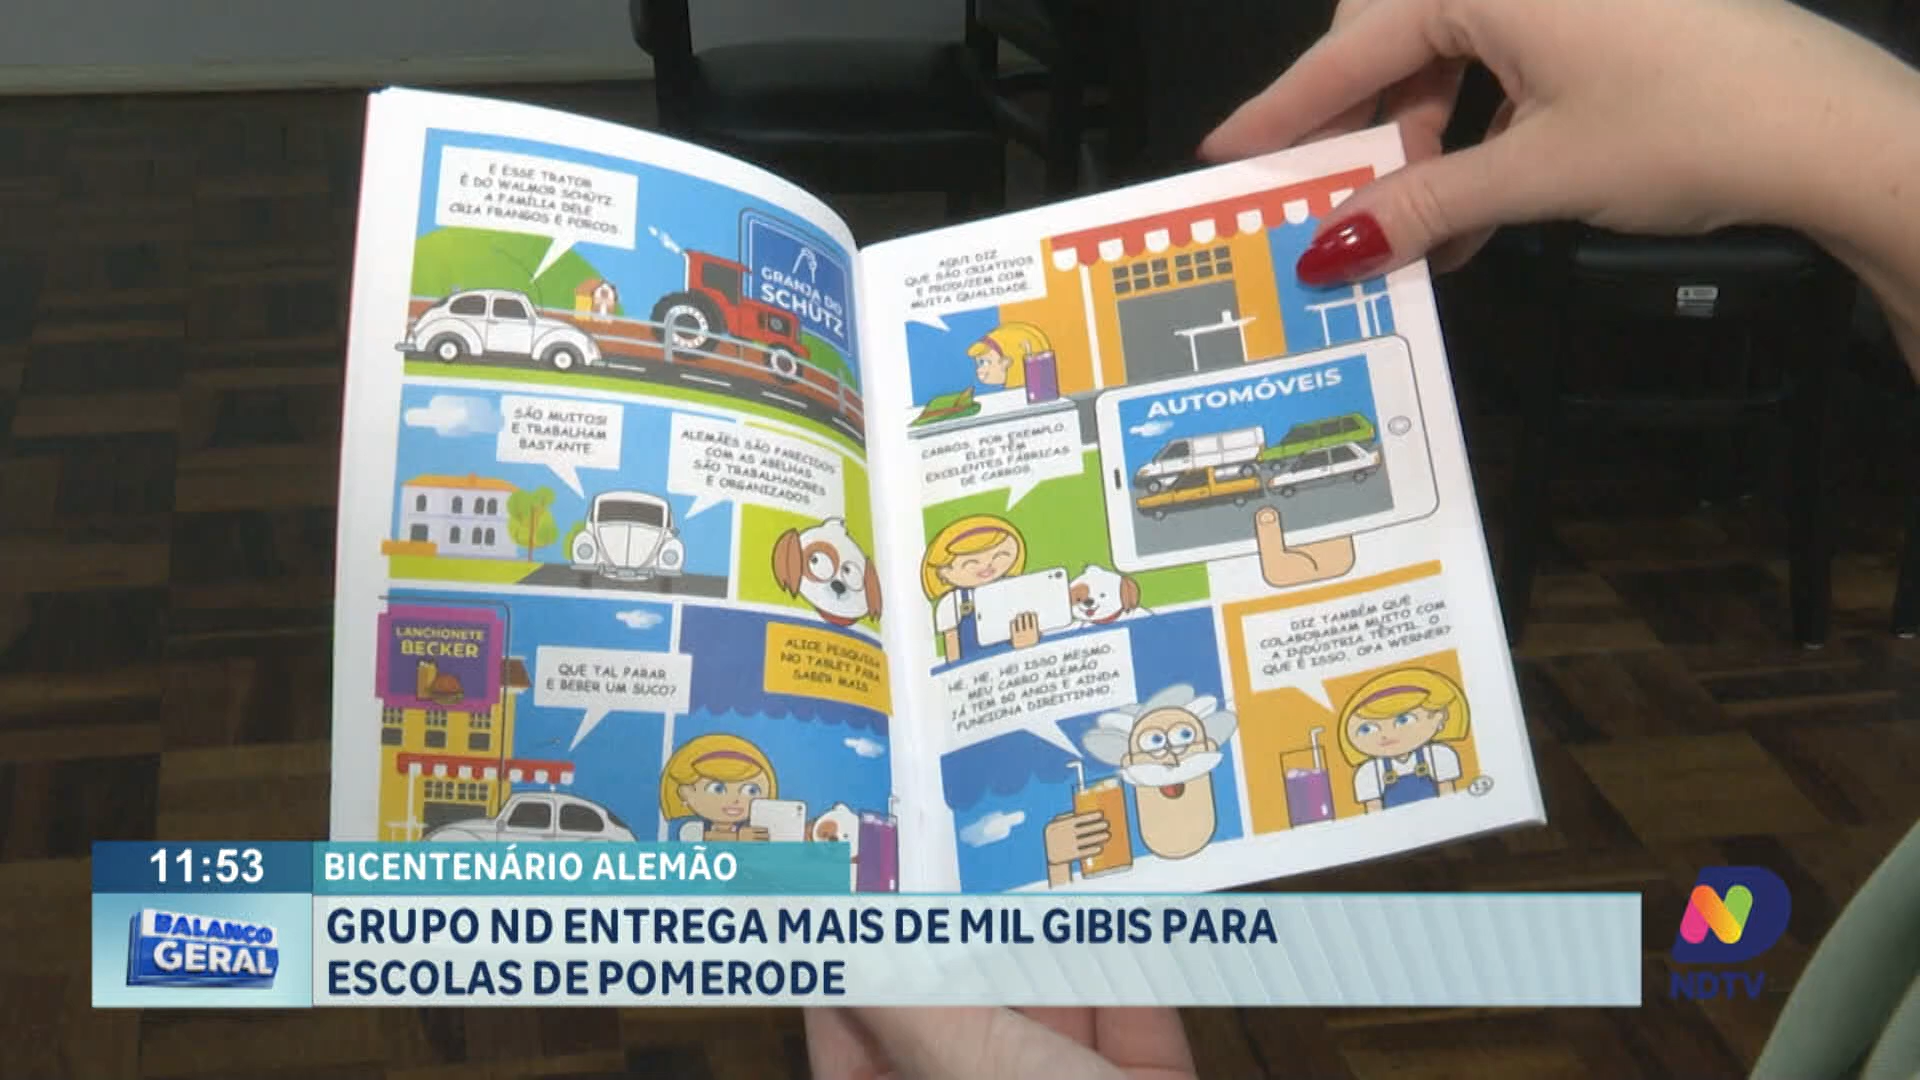 E ESSE TRATOR
É DO WALMOR SCHÜTZ.
A FAMÍLIA DELE
CRIA FRANGOS E PORCOS.
GRANJA DO
SCHÜTZ
SÃO MUITOS!
E TRABALHAM
BASTANTE.
ALEMÃES SÃO PARECIDOS
COM AS ABELHAS.
SÃO TRABALHADORES
E ORGANIZADOS.
LANCHONETE
BECKER
QUE TAL PARAR
E BEBER UM SUCO?
ALICE PESQUISA
NO TABLET PARA
SABER MAIS.
AQUI DIZ
QUE SÃO CRIATIVOS
E PRODUZEM COM
MUITA QUALIDADE.
AUTOMÓVEIS
CARROS, POR EXEMPLO.
ELES TÊM
EXCELENTES FÁBRICAS
DE CARROS.
HE, HE, HE! ISSO MESMO.
MEU CARRO ALEMÃO
JÁ TEM 60 ANOS E AINDA
FUNCIONA DIREITINHO.
DIZ TAMBÉM QUE
COLABORARAM MUITO COM
A INDÚSTRIA TÊXTIL. O
QUE É ISSO, OPA WERNER?
11:53
BICENTENÁRIO ALEMÃO
BALANÇO
GERAL
GRUPO ND ENTREGA MAIS DE MIL GIBIS PARA
ESCOLAS DE POMERODE
NDTV